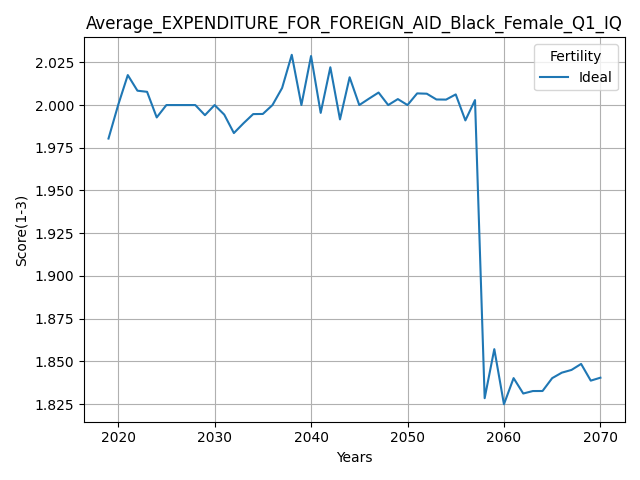 Average_EXPENDITURE_FOR_FOREIGN_AID_Black_Female_Q1_IQ
Fertility
Ideal
2.025
2.000
1.975
1.950
1.925
1.900
1.875
1.850
1.825
Score(1-3)
2020 2030 2040 2050 2060 2070
Years